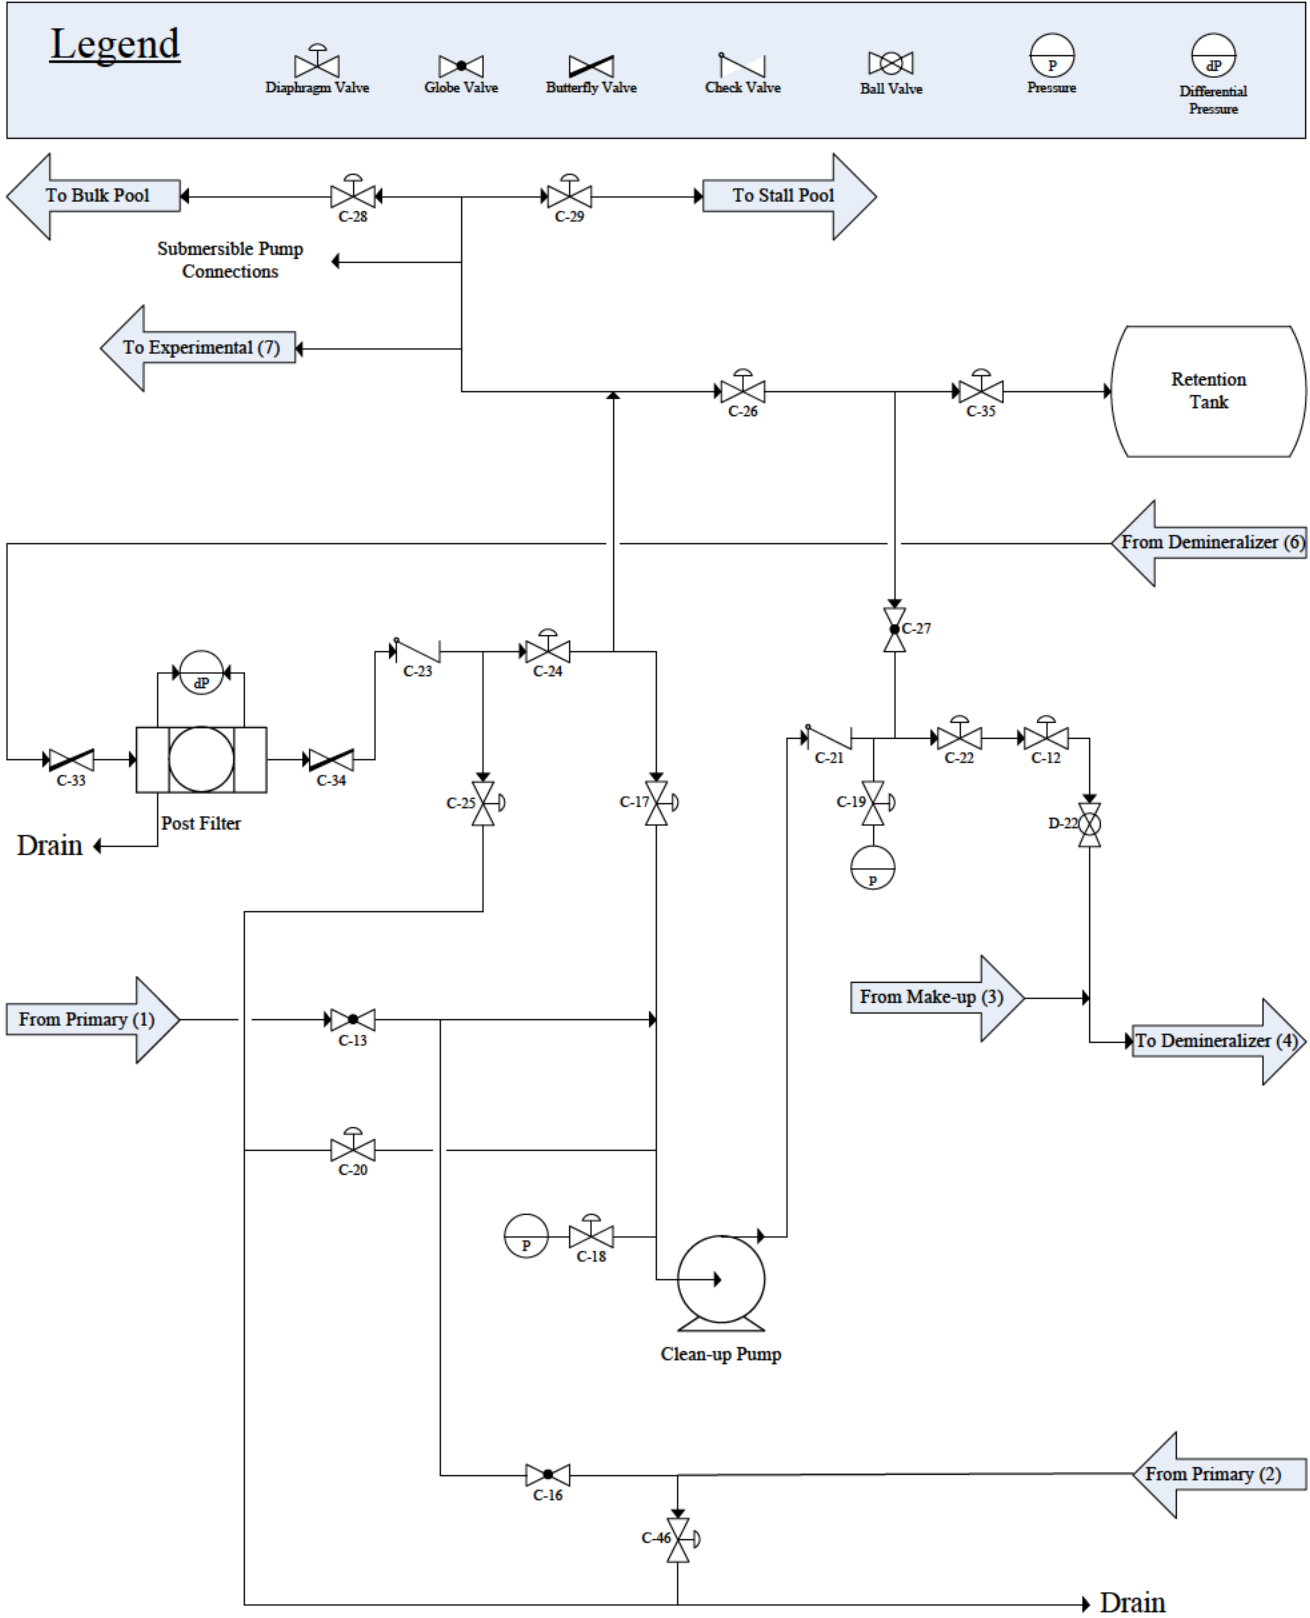 Legend
Diaphragm Valve
Globe Valve
Butterfly Valve
Check Valve
Ball Valve
P
Pressure
dP
Differential
Pressure
To Bulk Pool
C-28
C-29
To Stall Pool
Submersible Pump
Connections
To Experimental (7)
C-26
C-35
Retention
Tank
From Demineralizer (6)
C-27
C-23
C-24
dP
C-33
C-34
C-21
C-22
C-12
C-25
C-17
C-19
D-22
Post Filter
Drain
P
From Make-up (3)
From Primary (1)
C-13
To Demineralizer (4)
C-20
P
C-18
Clean-up Pump
From Primary (2)
C-16
C-46
Drain